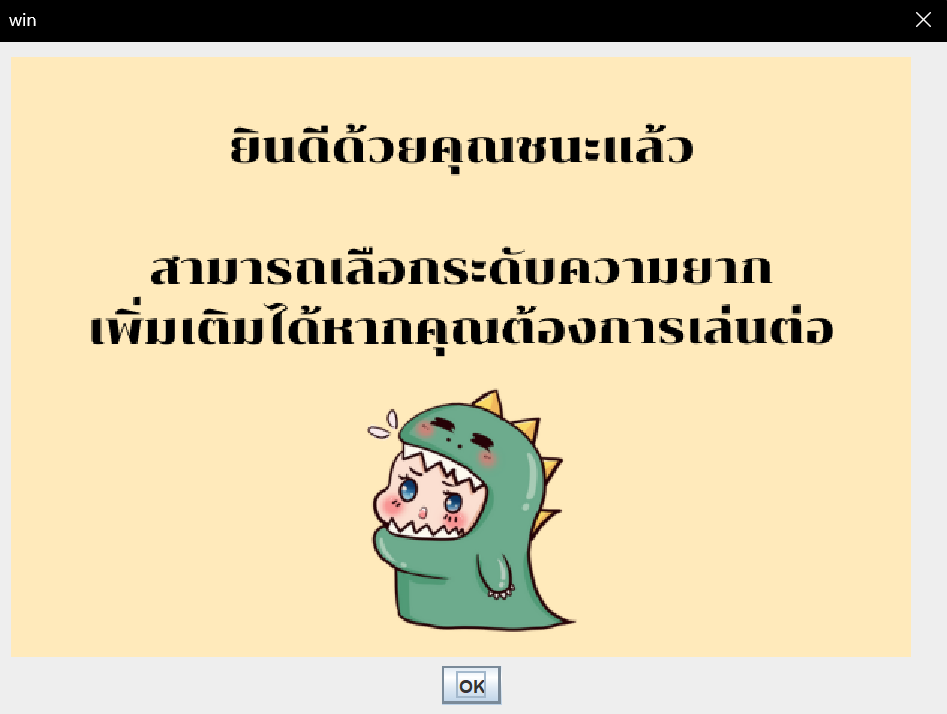 win
ยินดีด้วยคุณชนะแล้ว
สามารถเลือกระดับความยาก
เพิ่มเติมได้หากคุณต้องการเล่นต่อ
OK